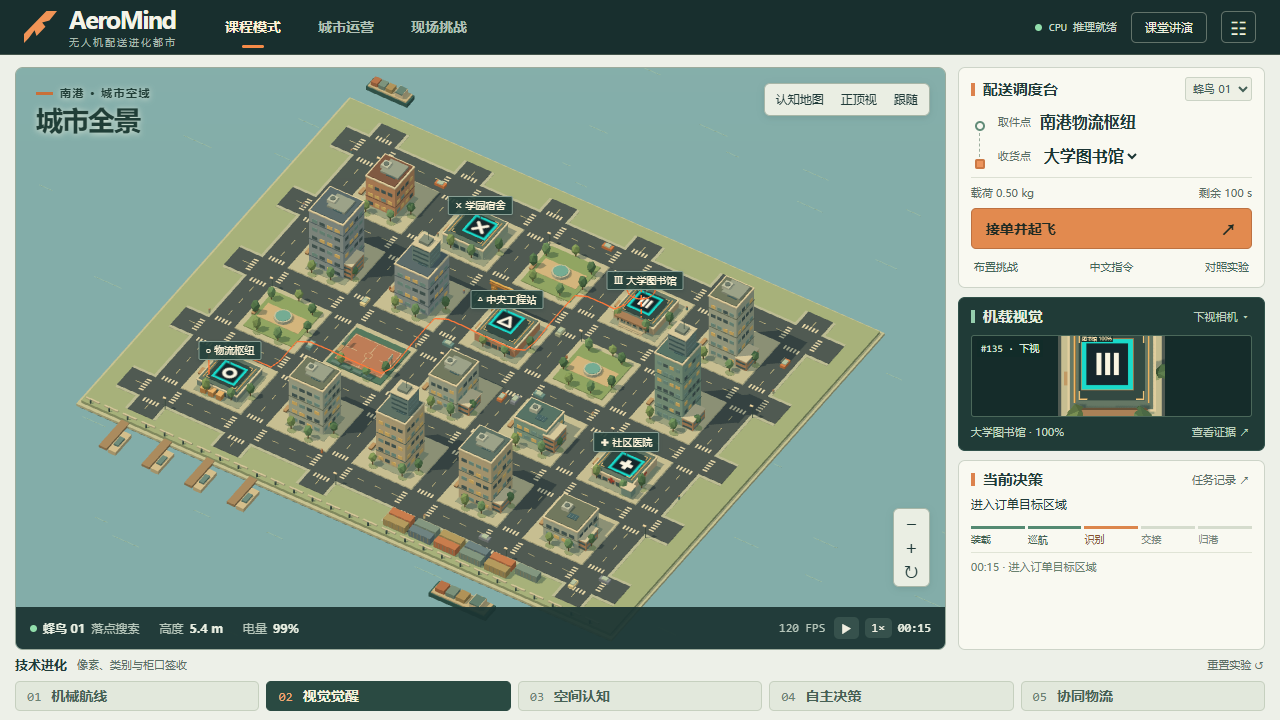 AeroMind
无人机配送进化都市
课程模式
城市运营
现场挑战
CPU 推理就绪
课堂讲演
南港 • 城市空域
城市全景
认知地图
正顶视
跟随
× 学园宿舍
大学图书馆
中央工程站
物流枢纽
社区医院
蜂鸟 01 落点搜索
高度 5.4 m
电量 99%
120 FPS
1×
00:15
配送调度台
蜂鸟 01
取件点 南港物流枢纽
收货点 大学图书馆
载荷 0.50 kg
剩余 100 s
接单并起飞 ↗
布置挑战
中文指令
对照实验
机载视觉
下视相机
#135 · 下视
大学图书馆 · 100%
查看证据 ↗
当前决策
任务记录 ↗
进入订单目标区域
装载
巡航
识别
交接
归港
00:15 · 进入订单目标区域
技术进化 像素、类别与柜口签收
重置实验 ↺
01 机械航线
02 视觉觉醒
03 空间认知
04 自主决策
05 协同物流